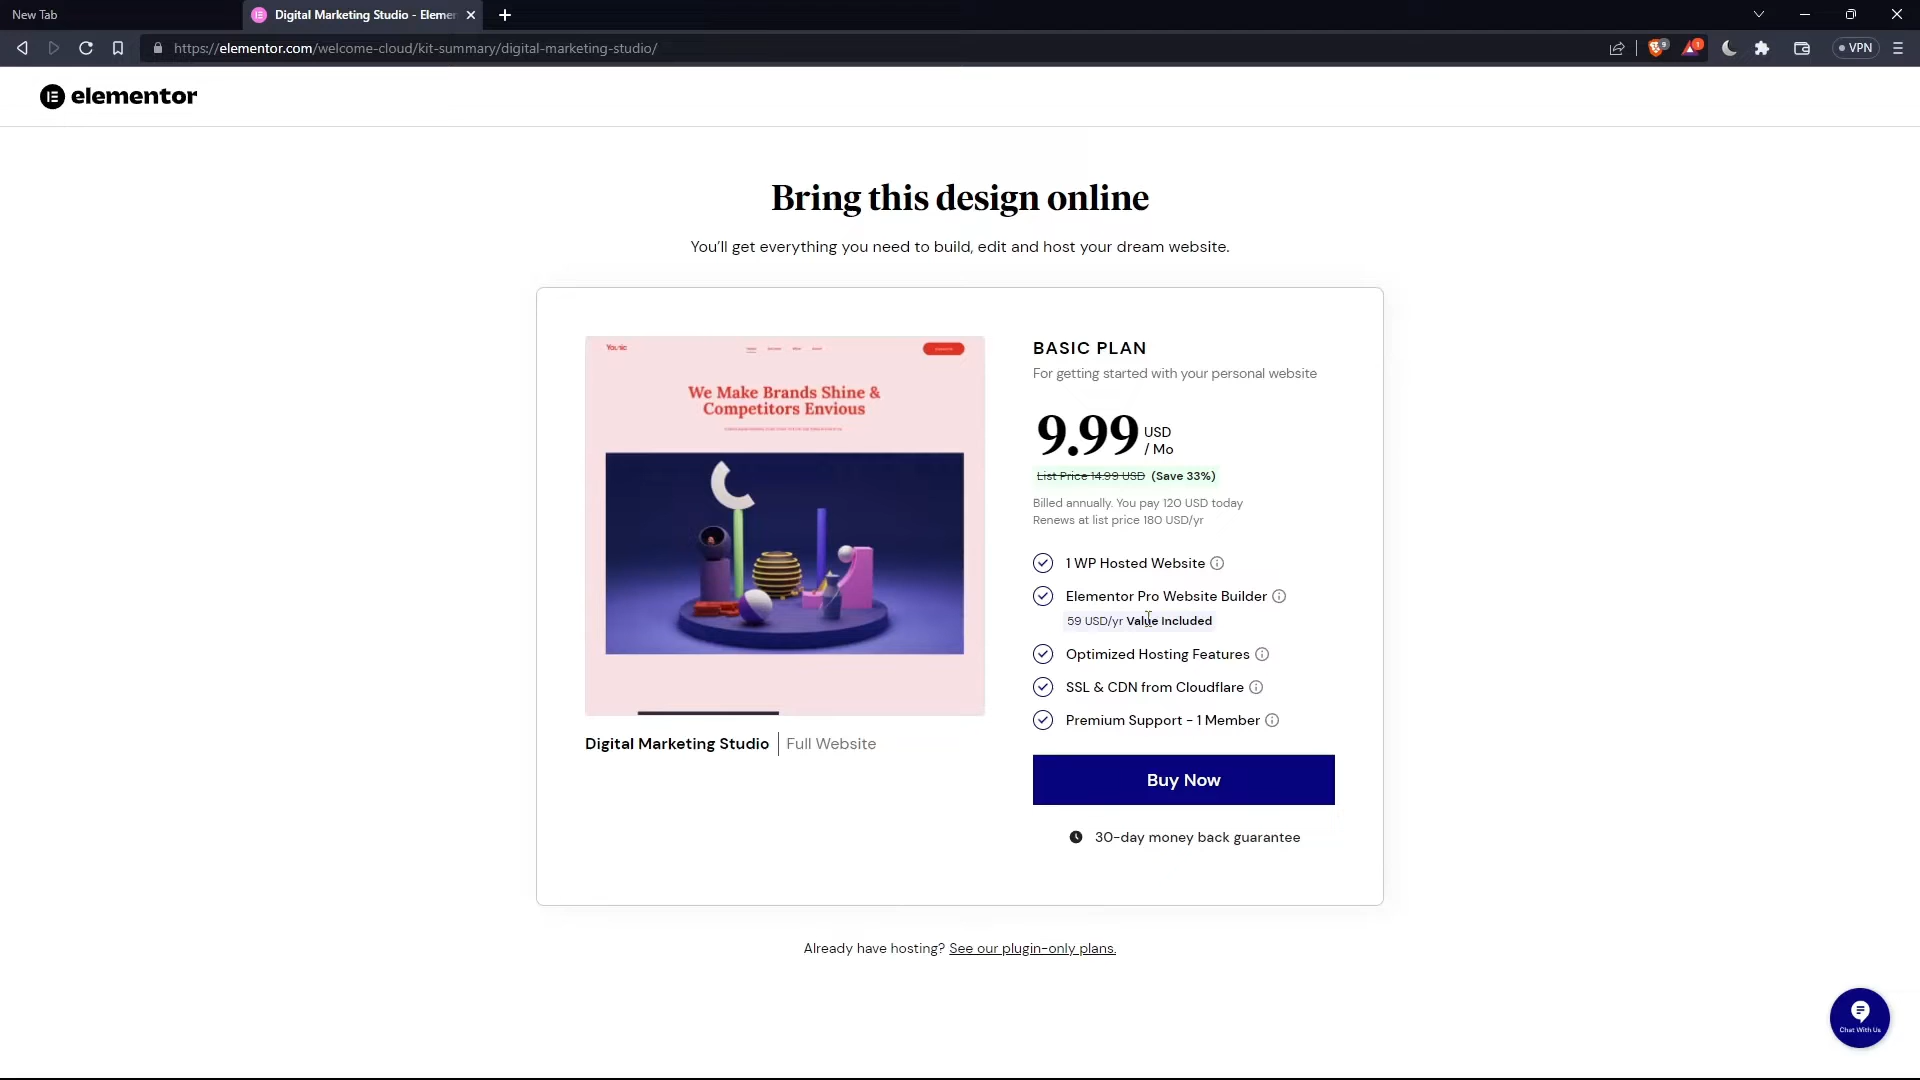 New Tab
Digital Marketing Studio - Elemen
https://elementor.com/welcome-cloud/kit-summary/digital-marketing-studio/
9
1
VPN
elementor
Bring this design online
You'll get everything you need to build, edit and host your dream website.
We Make Brands Shine &
Competitors Envious
Digital Marketing Studio | Full Website
BASIC PLAN
For getting started with your personal website
9.99 USD
/ Mo
List Price 14.99 USD (Save 33%)
Billed annually. You pay 120 USD today
Renews at list price 180 USD/yr
1 WP Hosted Website
Elementor Pro Website Builder
59 USD/yr Value Included
Optimized Hosting Features
SSL & CDN from Cloudflare
Premium Support - 1 Member
Buy Now
30-day money back guarantee
Already have hosting? See our plugin-only plans.
Chat With Us